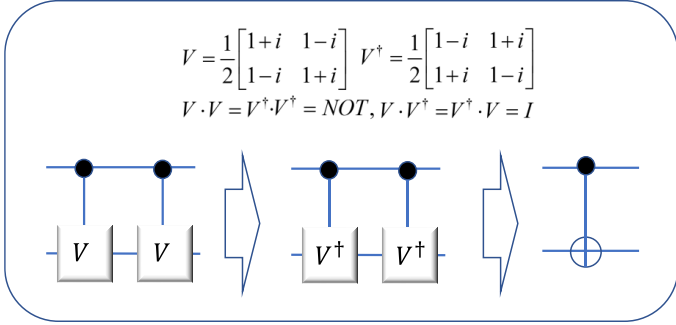 V = 1/2 [1+i 1−i; 1−i 1+i] V† = 1/2 [1−i 1+i; 1+i 1−i]
V·V = V†·V† = NOT, V·V† = V†·V = I
V V V† V†